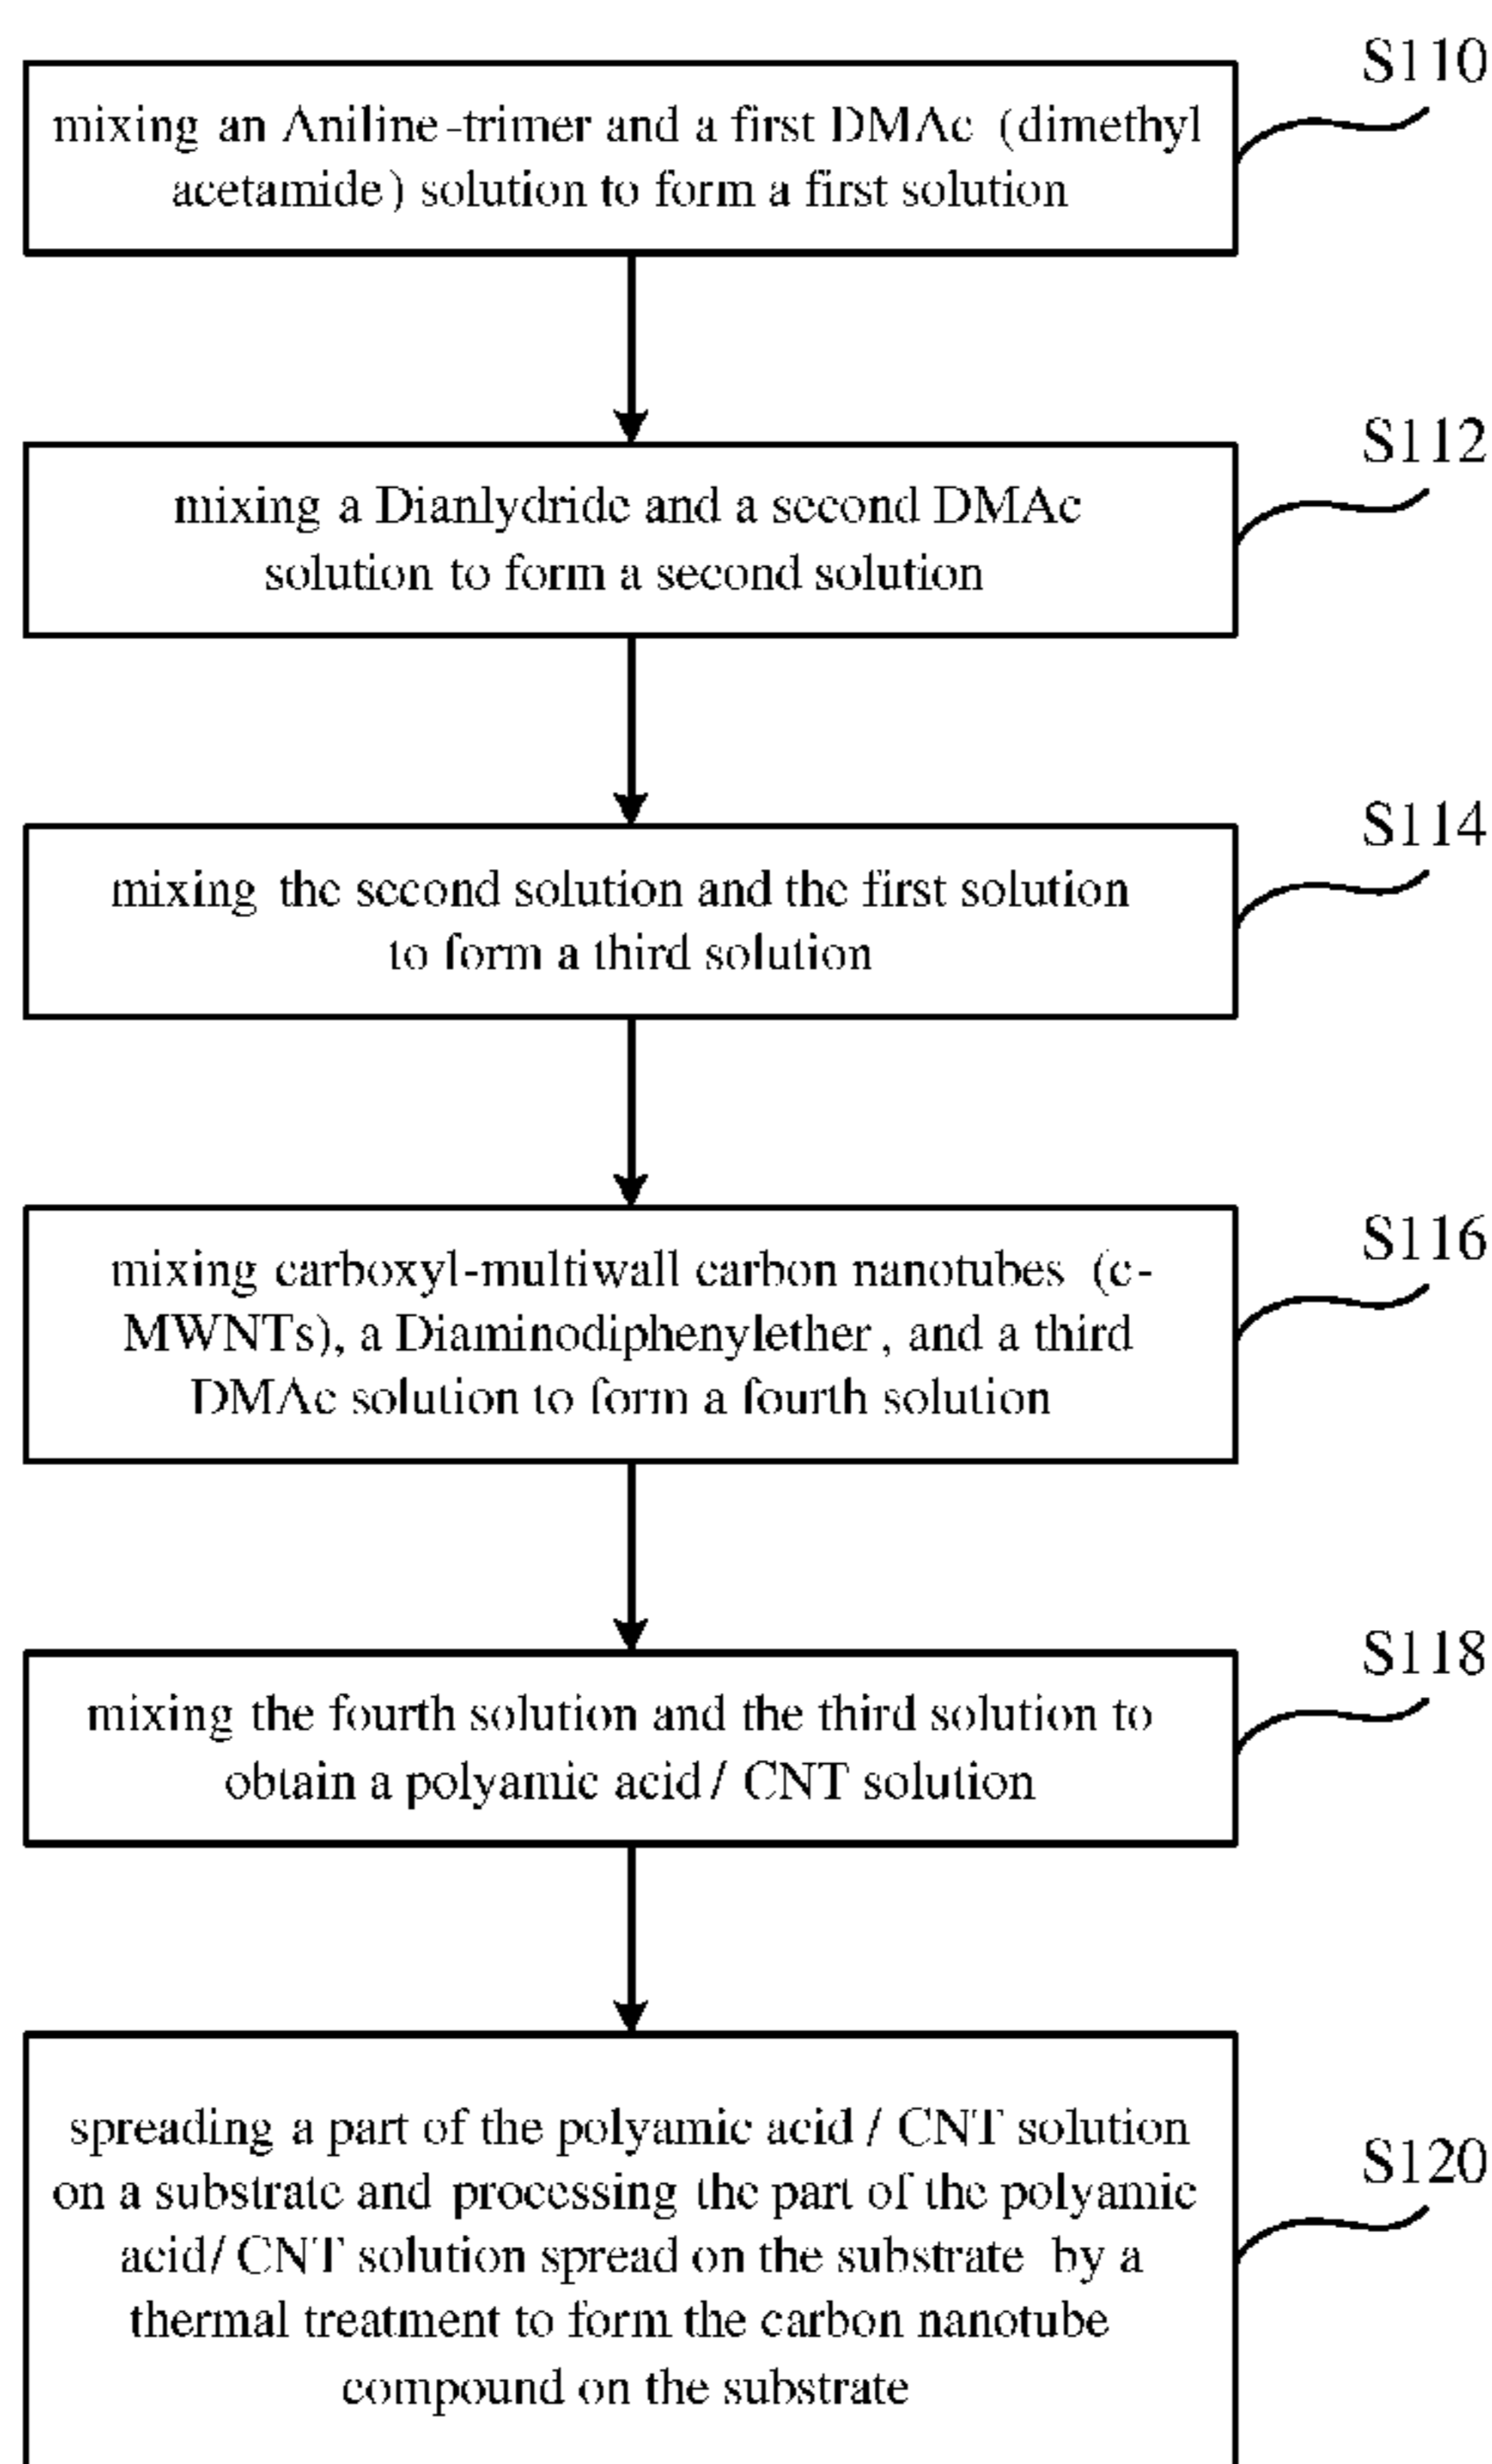 S110
mixing an Aniline-trimer and a first DMAc (dimethyl
acetamide) solution to form a first solution
S112
mixing a Dianlydride and a second DMAc
solution to form a second solution
S114
mixing the second solution and the first solution
to form a third solution
S116
mixing carboxyl-multiwall carbon nanotubes (c-
MWNTs), a Diaminodiphenylether, and a third
DMAc solution to form a fourth solution
S118
mixing the fourth solution and the third solution to
obtain a polyamic acid / CNT solution
S120
spreading a part of the polyamic acid / CNT solution
on a substrate and processing the part of the polyamic
acid/ CNT solution spread on the substrate by a
thermal treatment to form the carbon nanotube
compound on the substrate